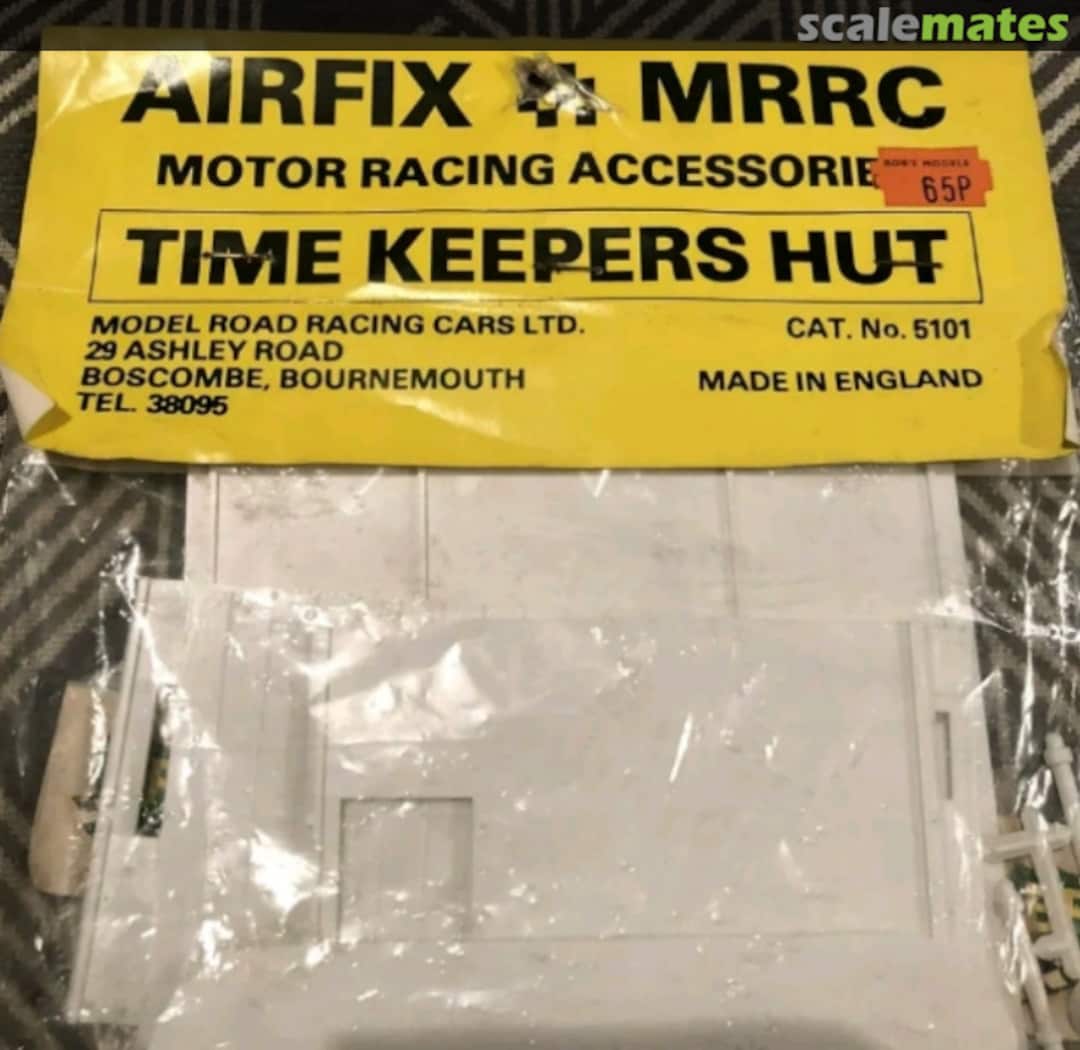 scalemates
AIRFIX MRRC
MOTOR RACING ACCESSORIE
65P
TIME KEEPERS HUT
MODEL ROAD RACING CARS LTD.
29 ASHLEY ROAD
BOSCOMBE, BOURNEMOUTH
TEL. 38095
CAT. No. 5101
MADE IN ENGLAND